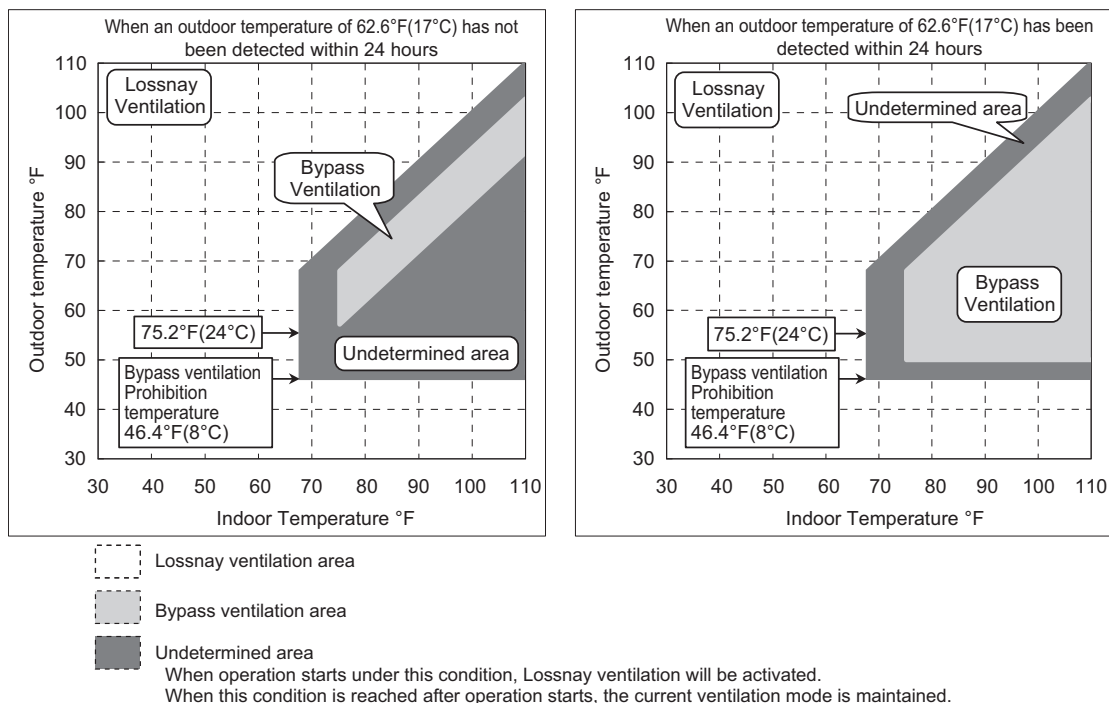 When an outdoor temperature of 62.6°F(17°C) has not
been detected within 24 hours
110
100
90
80
70
60
50
40
30
Outdoor temperature °F
Lossnay
Ventilation
Bypass
Ventilation
75.2°F(24°C)
Undetermined area
Bypass ventilation
Prohibition
temperature
46.4°F(8°C)
30 40 50 60 70 80 90 100 110
Indoor Temperature °F
When an outdoor temperature of 62.6°F(17°C) has been
detected within 24 hours
110
100
90
80
70
60
50
40
30
Outdoor temperature °F
Lossnay
Ventilation
Undetermined area
Bypass
Ventilation
75.2°F(24°C)
Bypass ventilation
Prohibition
temperature
46.4°F(8°C)
30 40 50 60 70 80 90 100 110
Indoor Temperature °F
Lossnay ventilation area
Bypass ventilation area
Undetermined area
When operation starts under this condition, Lossnay ventilation will be activated.
When this condition is reached after operation starts, the current ventilation mode is maintained.